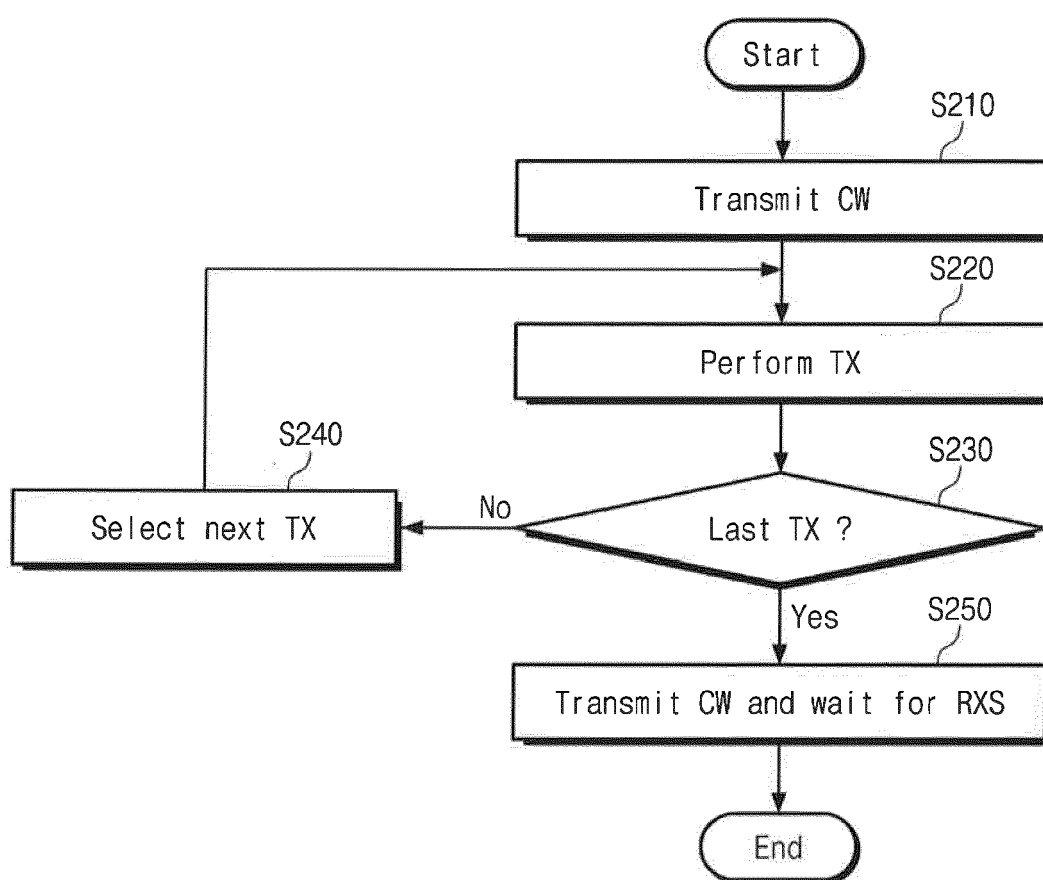 Start
S210
Transmit CW
S220
Perform TX
S230
Last TX ?
No
S240
Select next TX
Yes
S250
Transmit CW and wait for RXS
End